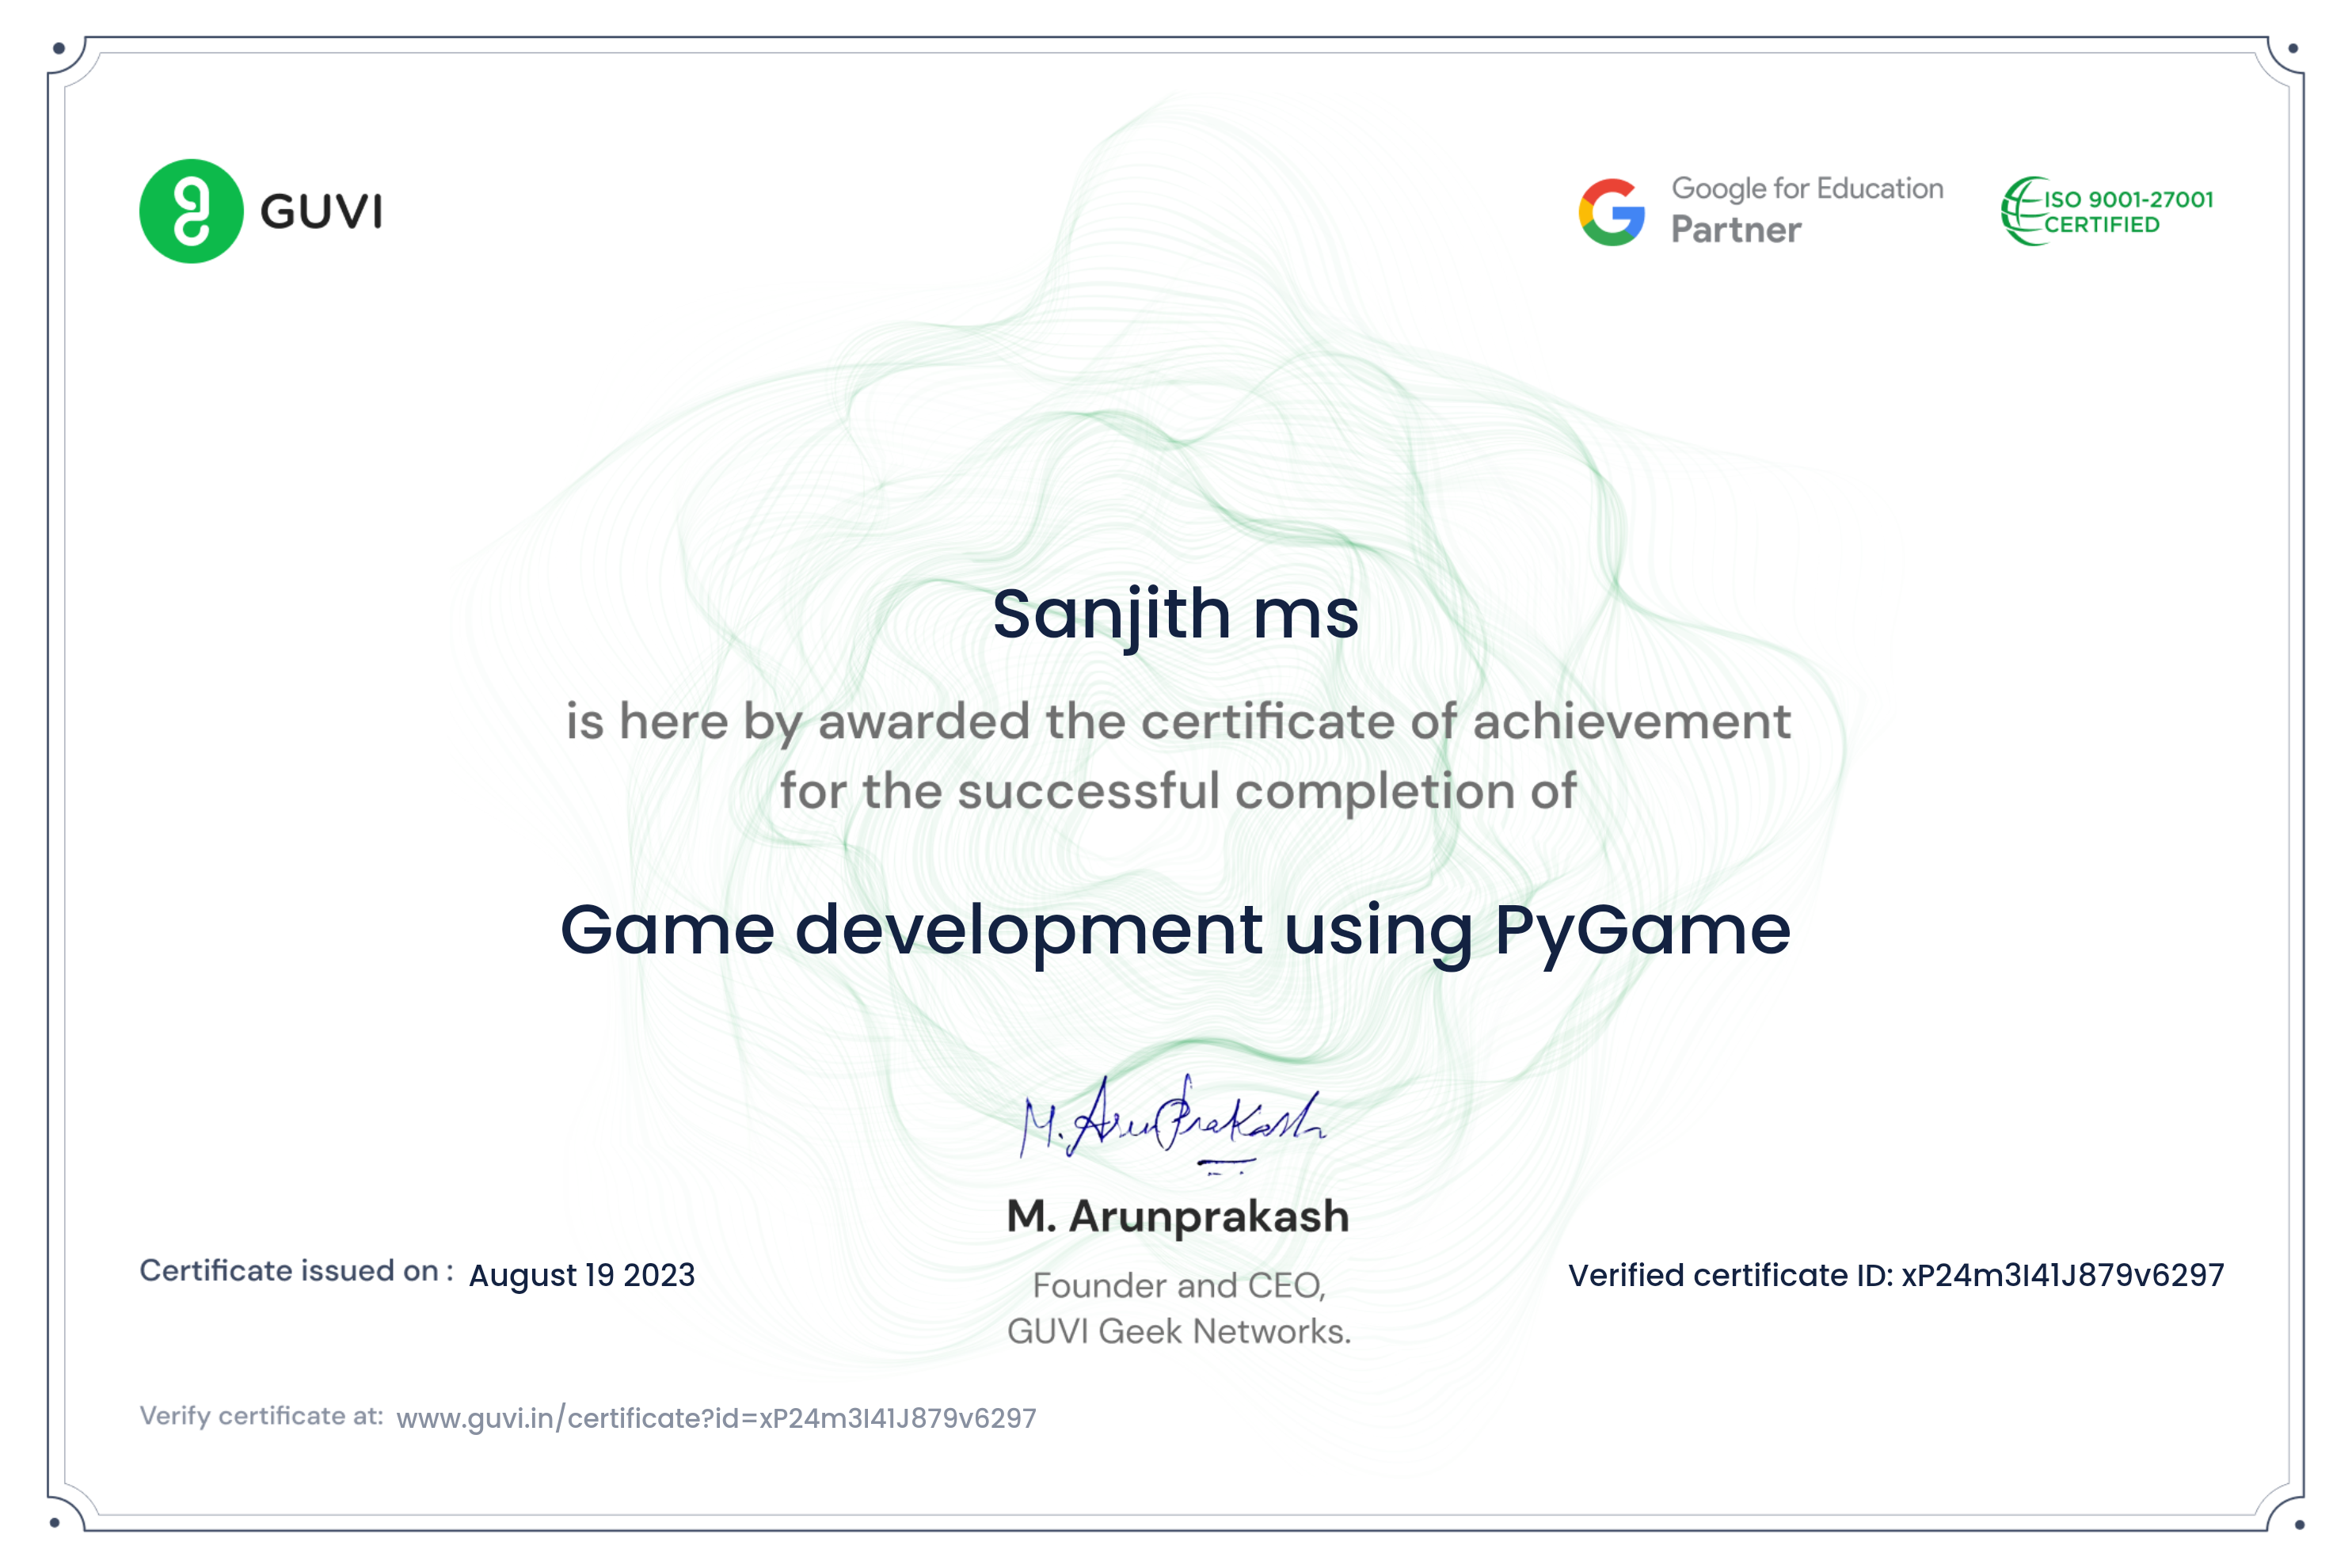 GUVI
Google for Education
Partner
ISO 9001-27001
CERTIFIED
Sanjith ms
is here by awarded the certificate of achievement
for the successful completion of
Game development using PyGame
M. ArunPrakash
M. Arunprakash
Founder and CEO,
GUVI Geek Networks.
Certificate issued on : August 19 2023
Verified certificate ID: xP24m3I41J879v6297
Verify certificate at: www.guvi.in/certificate?id=xP24m3I41J879v6297